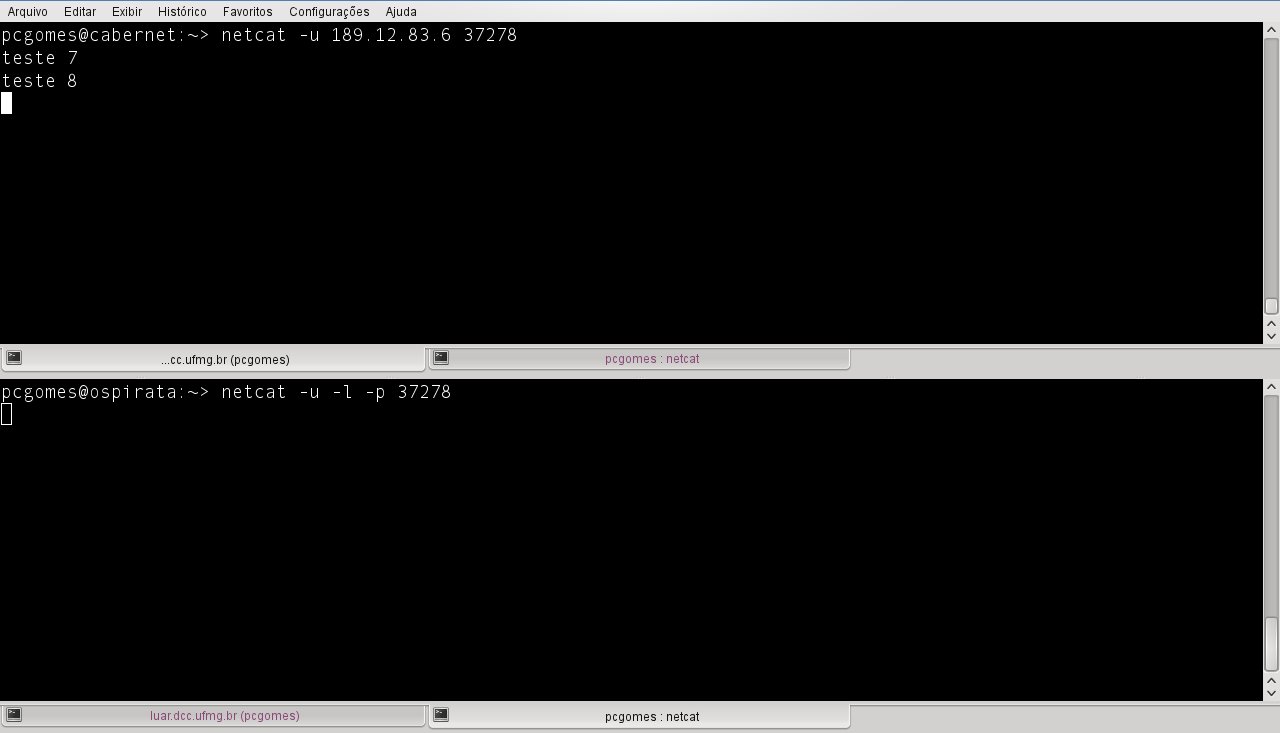 Arquivo Editar Exibir Histórico Favoritos Configurações Ajuda
pcgomes@cabernet:~> netcat -u 189.12.83.6 37278
teste 7
teste 8
...cc.ufmg.br (pcgomes) pcgomes : netcat
pcgomes@ospirata:~> netcat -u -l -p 37278
luar.dcc.ufmg.br (pcgomes) pcgomes : netcat